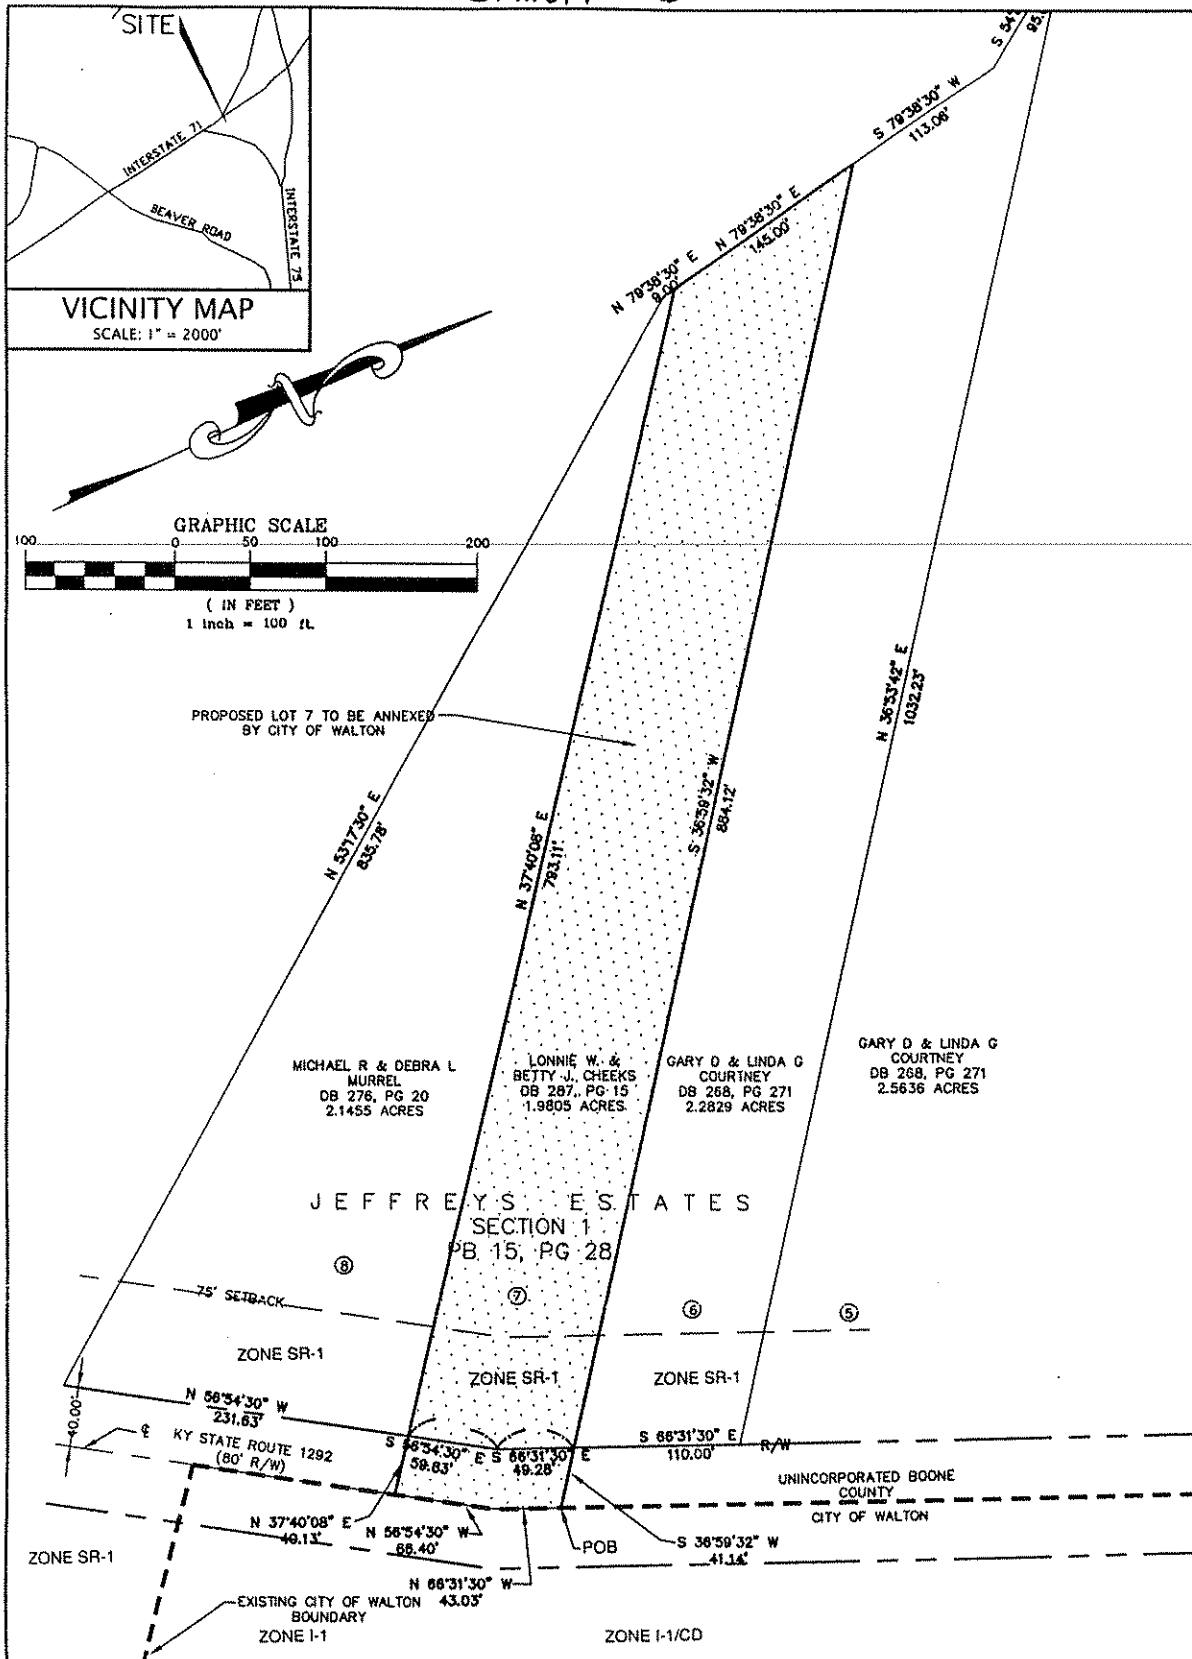 SITE
INTERSTATE 71
BEAVER ROAD
INTERSTATE 75
VICINITY MAP
SCALE: 1" = 2000'
N
GRAPHIC SCALE
100 0 50 100 200
( IN FEET )
1 inch = 100 ft.
S 79°38'30" W
113.06'
N 79°38'30" E
145.00'
N 79°38'30" E
9.00'
PROPOSED LOT 7 TO BE ANNEXED
BY CITY OF WALTON
N 53°17'30" E
835.78'
N 37°40'08" E
793.11'
S 36°59'32" W
884.12'
N 36°53'42" E
1032.23'
MICHAEL R & DEBRA L
MURREL
DB 276, PG 20
2.1455 ACRES
LONNIE W. &
BETTY J. CHEEKS
DB 287, PG 15
1.9805 ACRES
GARY D & LINDA G
COURTNEY
DB 268, PG 271
2.2829 ACRES
GARY D & LINDA G
COURTNEY
DB 268, PG 271
2.5636 ACRES
JEFFREYS ESTATES
SECTION 1
PB 15, PG 28
8
7
6
5
75' SETBACK
ZONE SR-1
ZONE SR-1
ZONE SR-1
40.00'
N 56°54'30" W
231.63'
KY STATE ROUTE 1292
(80' R/W)
S 56°54'30" E
59.83'
S 66°31'30" E
49.28'
S 66°31'30" E
110.00'
R/W
UNINCORPORATED BOONE
COUNTY
CITY OF WALTON
N 37°40'08" E
40.13'
N 56°54'30" W
66.40'
POB
S 36°59'32" W
41.14'
ZONE SR-1
N 66°31'30" W
43.03'
EXISTING CITY OF WALTON
BOUNDARY
ZONE I-1
ZONE I-1/CD